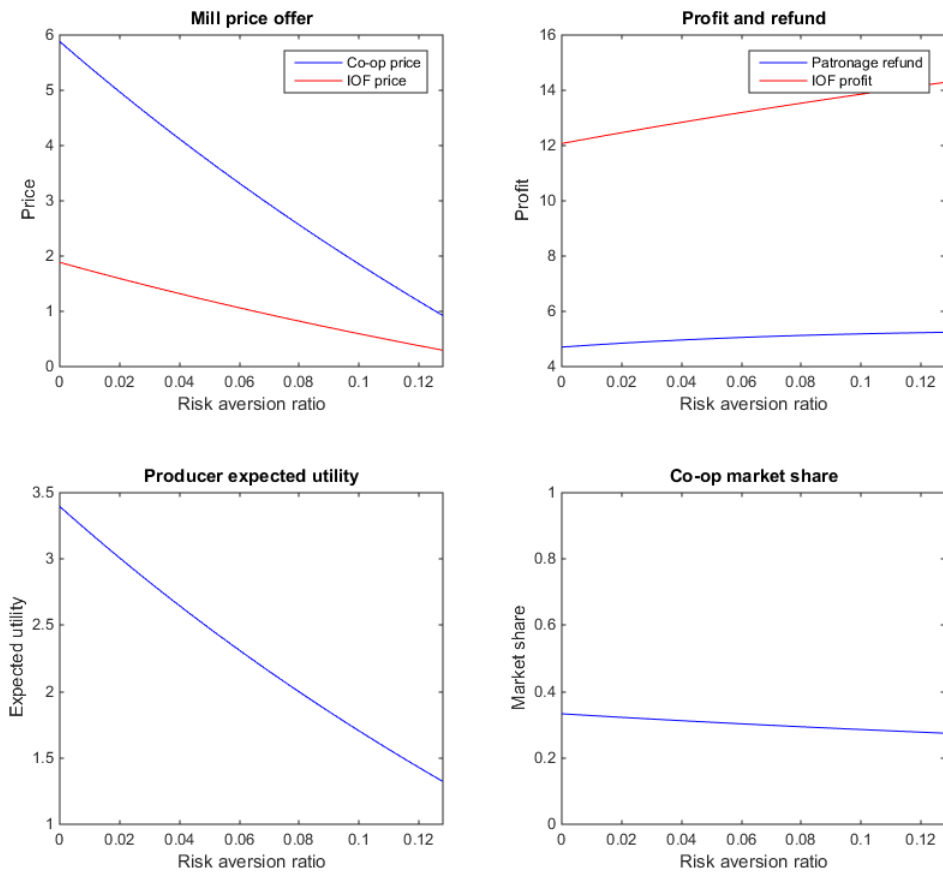 Mill price offer
6
5
4
3
2
1
0
Price
Co-op price
IOF price
0 0.02 0.04 0.06 0.08 0.1 0.12
Risk aversion ratio
Profit and refund
16
14
12
10
8
6
4
Profit
Patronage refund
IOF profit
0 0.02 0.04 0.06 0.08 0.1 0.12
Risk aversion ratio
Producer expected utility
3.5
3
2.5
2
1.5
1
Expected utility
0 0.02 0.04 0.06 0.08 0.1 0.12
Risk aversion ratio
Co-op market share
1
0.8
0.6
0.4
0.2
0
Market share
0 0.02 0.04 0.06 0.08 0.1 0.12
Risk aversion ratio